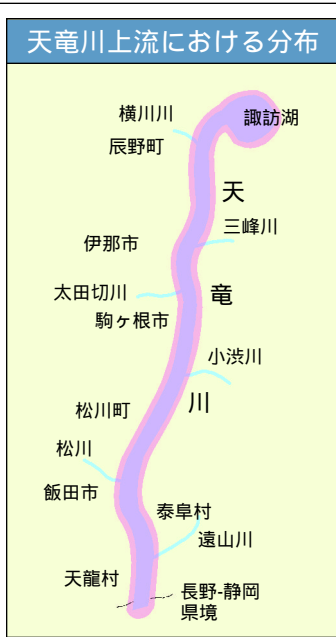 天竜川上流における分布
横川川
諏訪湖
辰野町
天
三峰川
伊那市
太田切川
竜
駒ヶ根市
小渋川
川
松川町
松川
飯田市
泰阜村
遠山川
天龍村
長野-静岡
県境